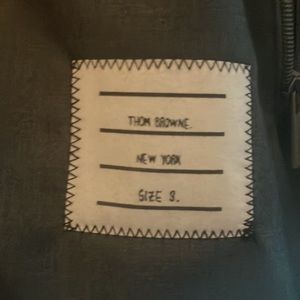 THOM BROWNE.
NEW YORK
SIZE 3.